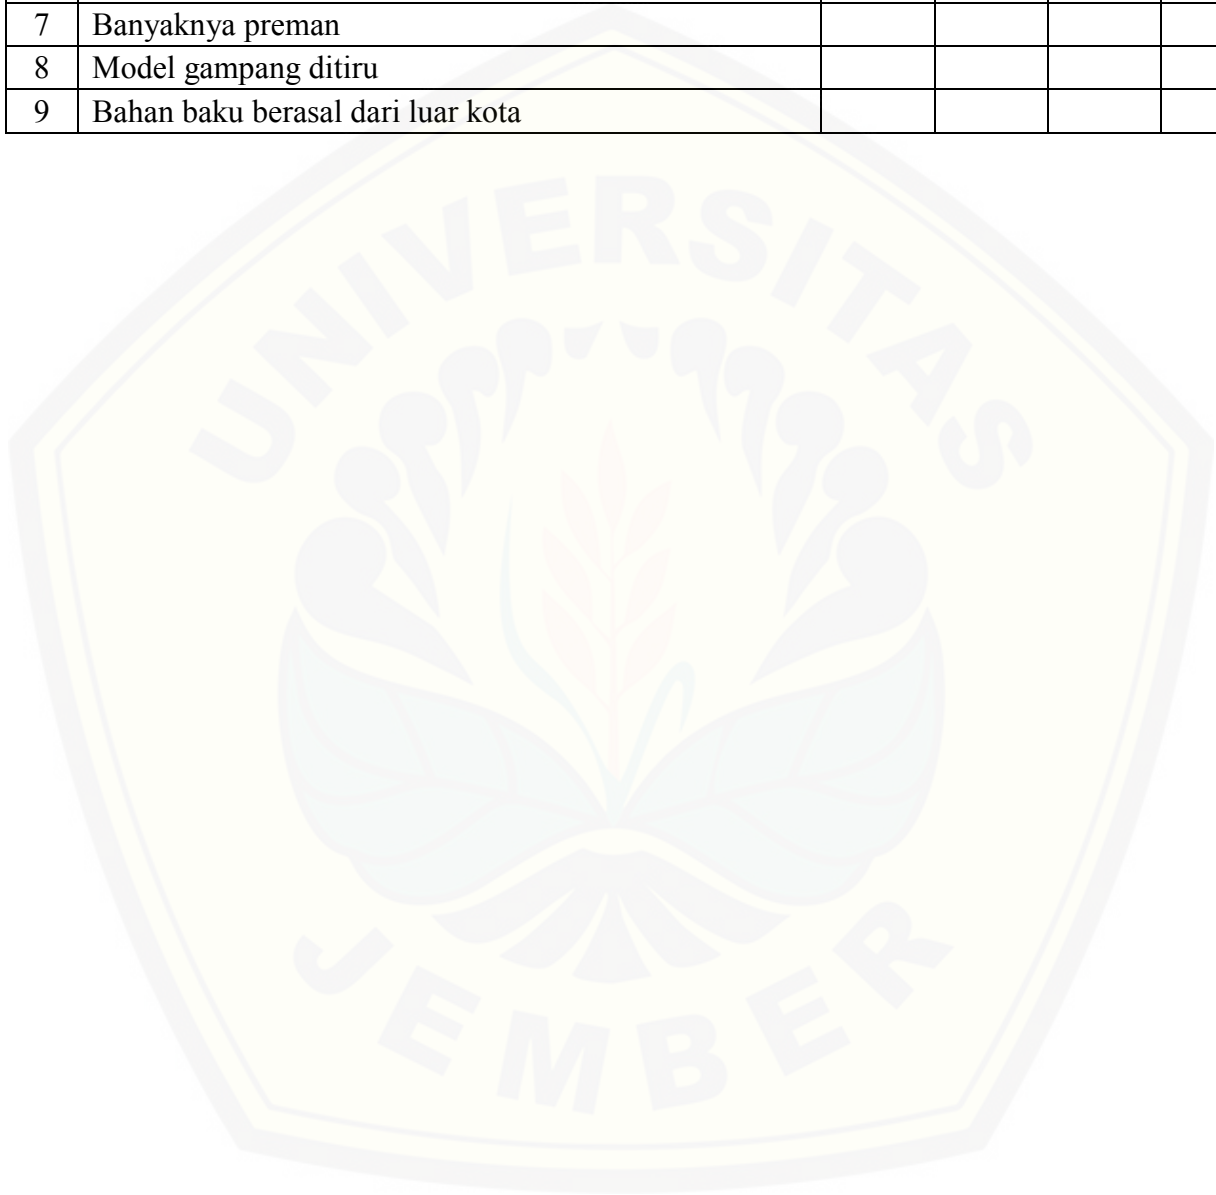 7 Banyaknya preman
8 Model gampang ditiru
9 Bahan baku berasal dari luar kota
UNIVERSITAS
JEMBER